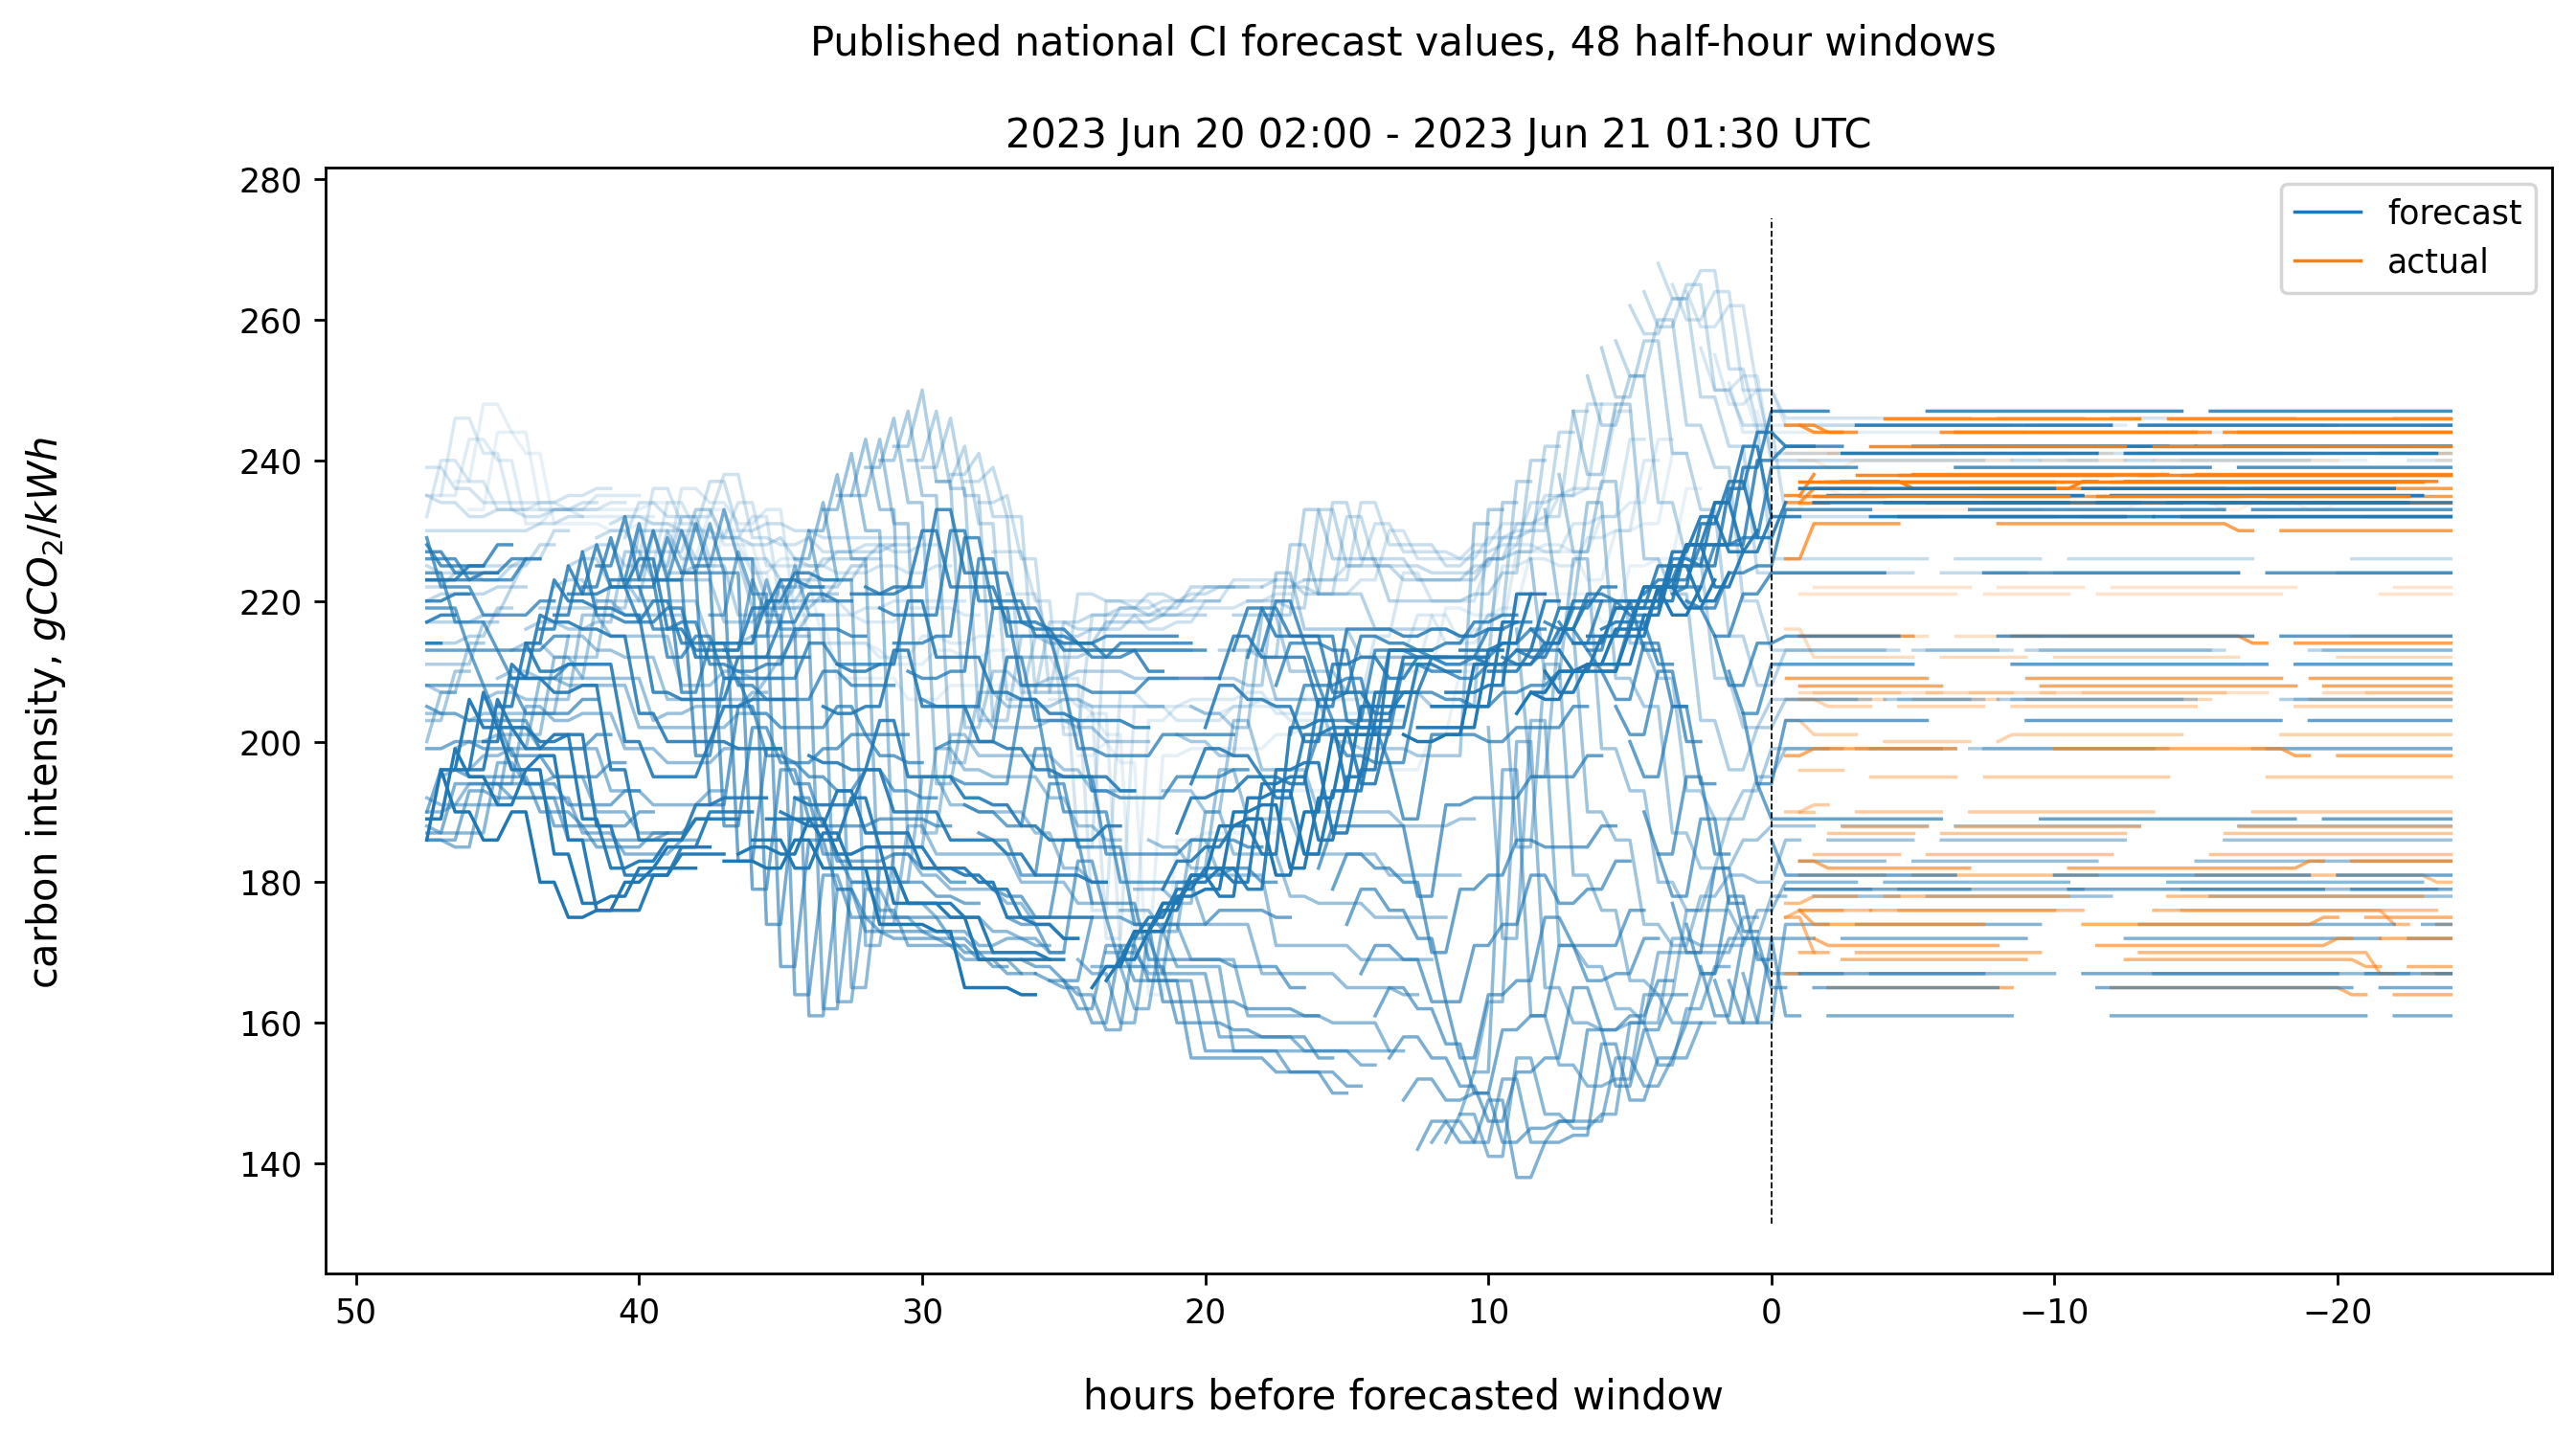 Published national CI forecast values, 48 half-hour windows
2023 Jun 20 02:00 - 2023 Jun 21 01:30 UTC
280
260
240
220
200
180
160
140
carbon intensity, gCO₂/kWh
forecast
actual
50 40 30 20 10 0 −10 −20
hours before forecasted window